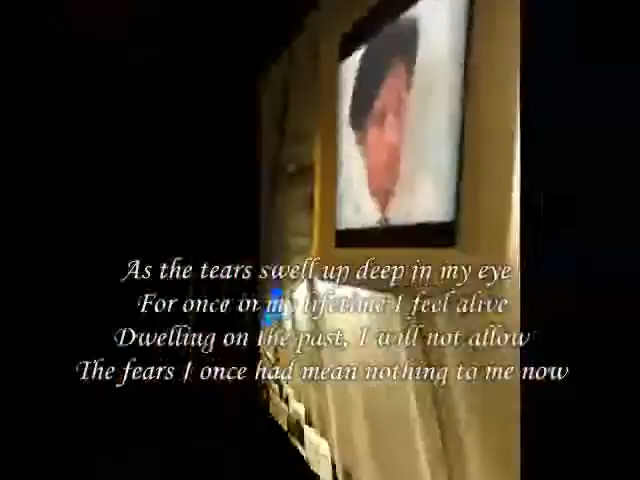 As the tears swell up deep in my eye
For once in my lifetime I feel alive
Dwelling on the past, I will not allow
The fears I once had mean nothing to me now